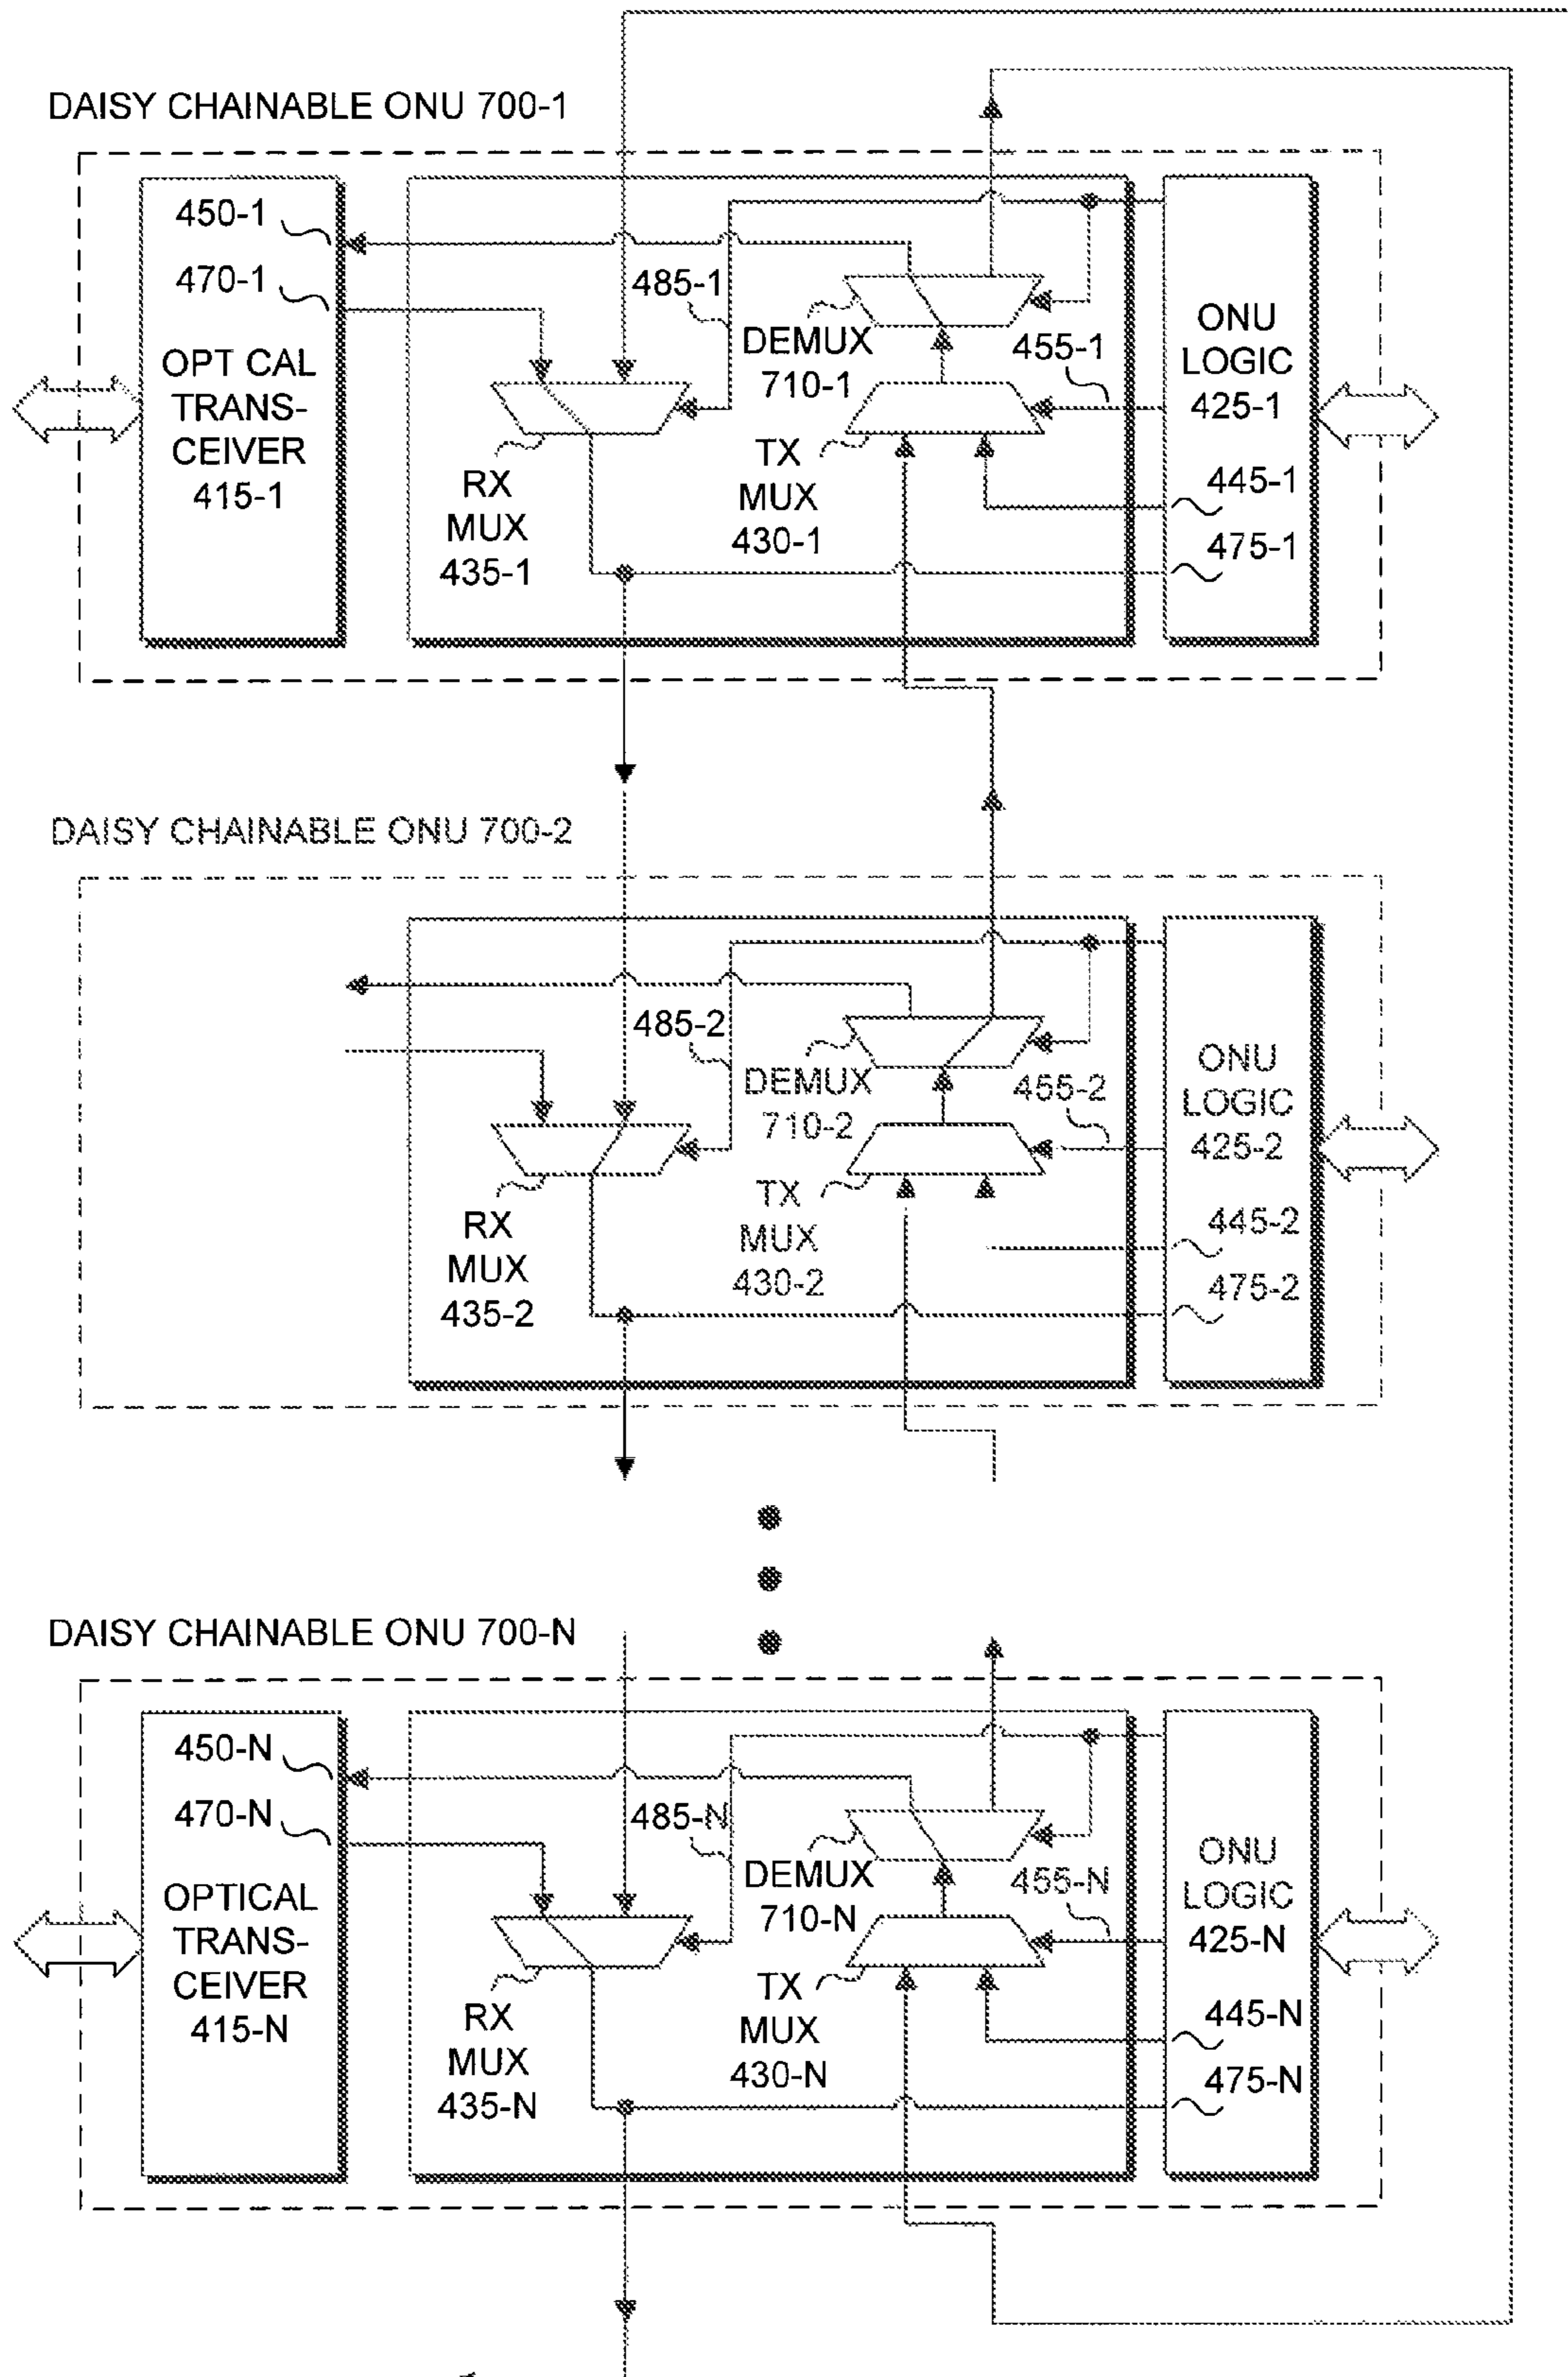 DAISY CHAINABLE ONU 700-1
450-1
470-1
OPT CAL
TRANS-
CEIVER
415-1
485-1
DEMUX
710-1
455-1
RX
MUX
435-1
TX
MUX
430-1
ONU
LOGIC
425-1
445-1
475-1
DAISY CHAINABLE ONU 700-2
485-2
DEMUX
710-2
455-2
RX
MUX
435-2
TX
MUX
430-2
ONU
LOGIC
425-2
445-2
475-2
DAISY CHAINABLE ONU 700-N
450-N
470-N
OPTICAL
TRANS-
CEIVER
415-N
485-N
DEMUX
710-N
455-N
RX
MUX
435-N
TX
MUX
430-N
ONU
LOGIC
425-N
445-N
475-N